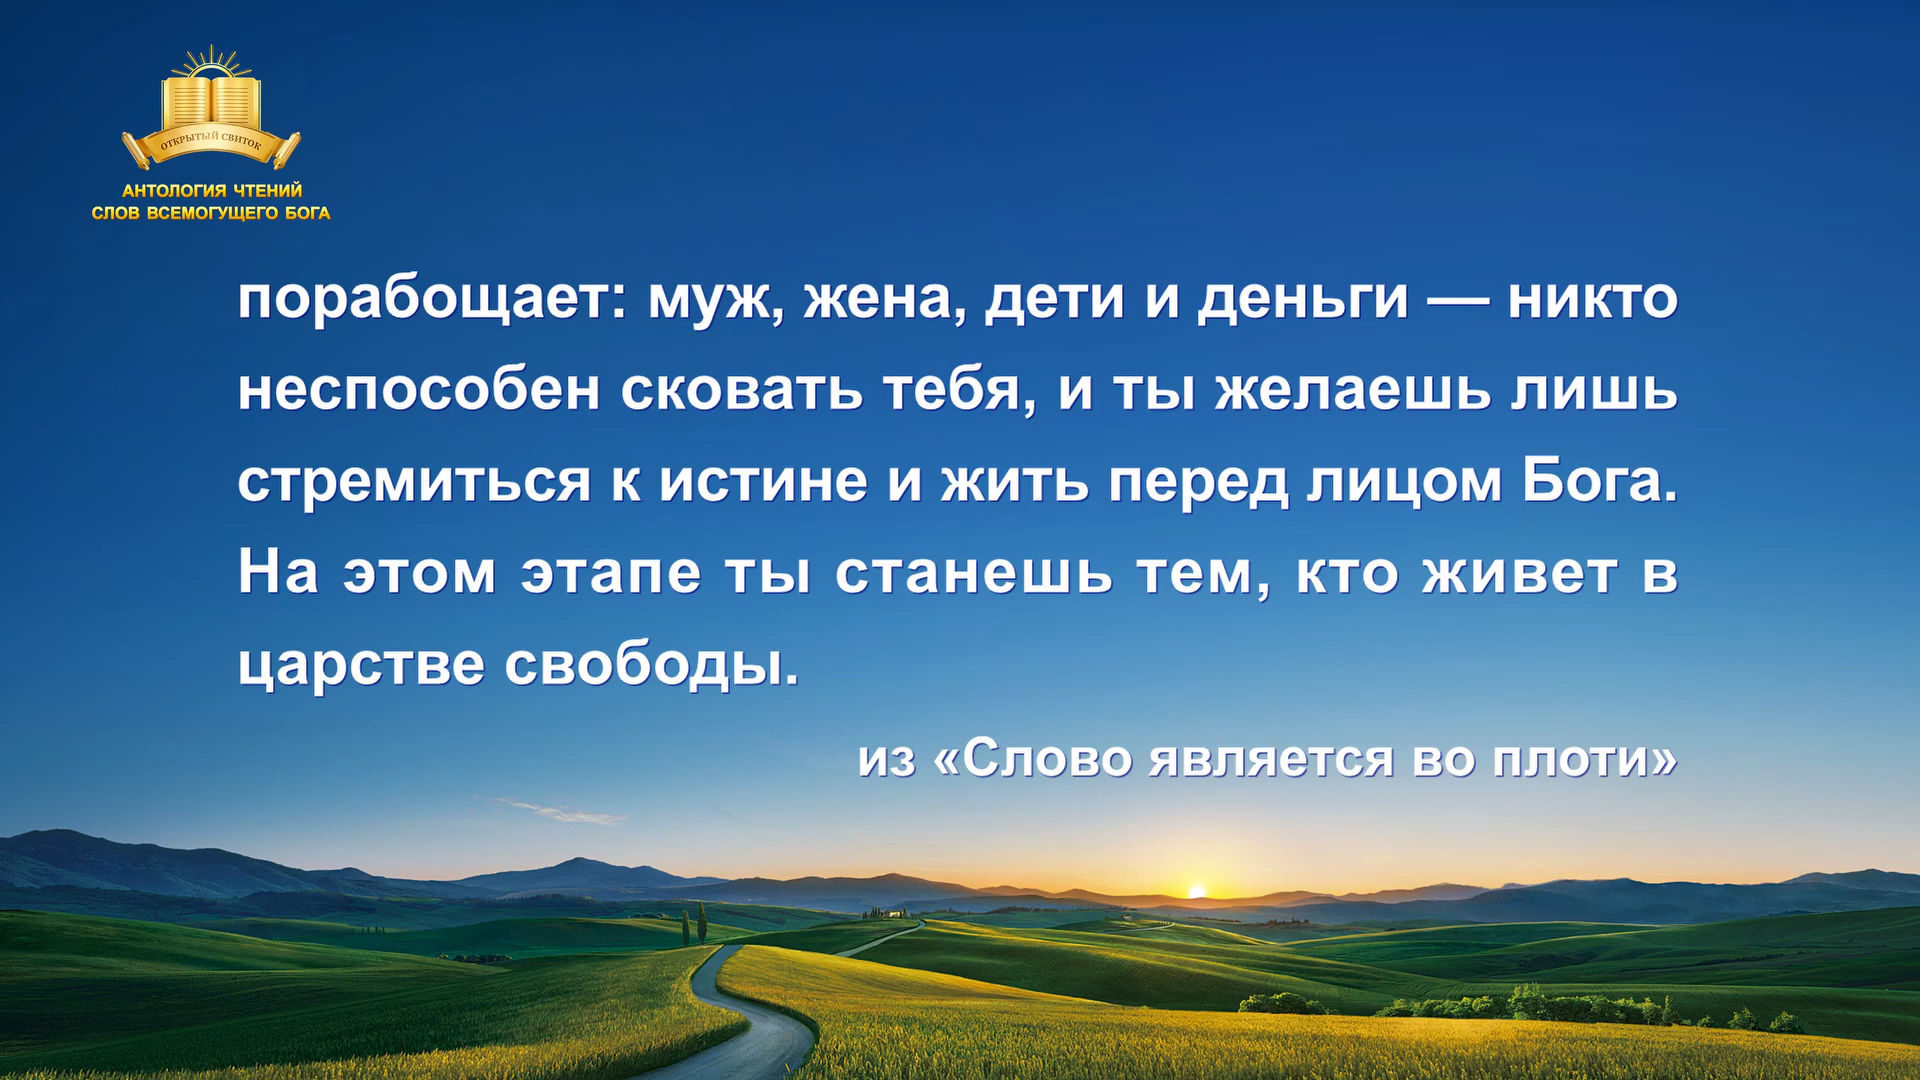 ОТКРЫТЫЙ СВИТОК
АНТОЛОГИЯ ЧТЕНИЙ
СЛОВ ВСЕМОГУЩЕГО БОГА
порабощает: муж, жена, дети и деньги — никто
неспособен сковать тебя, и ты желаешь лишь
стремиться к истине и жить перед лицом Бога.
На этом этапе ты станешь тем, кто живет в
царстве свободы.
из «Слово является во плоти»